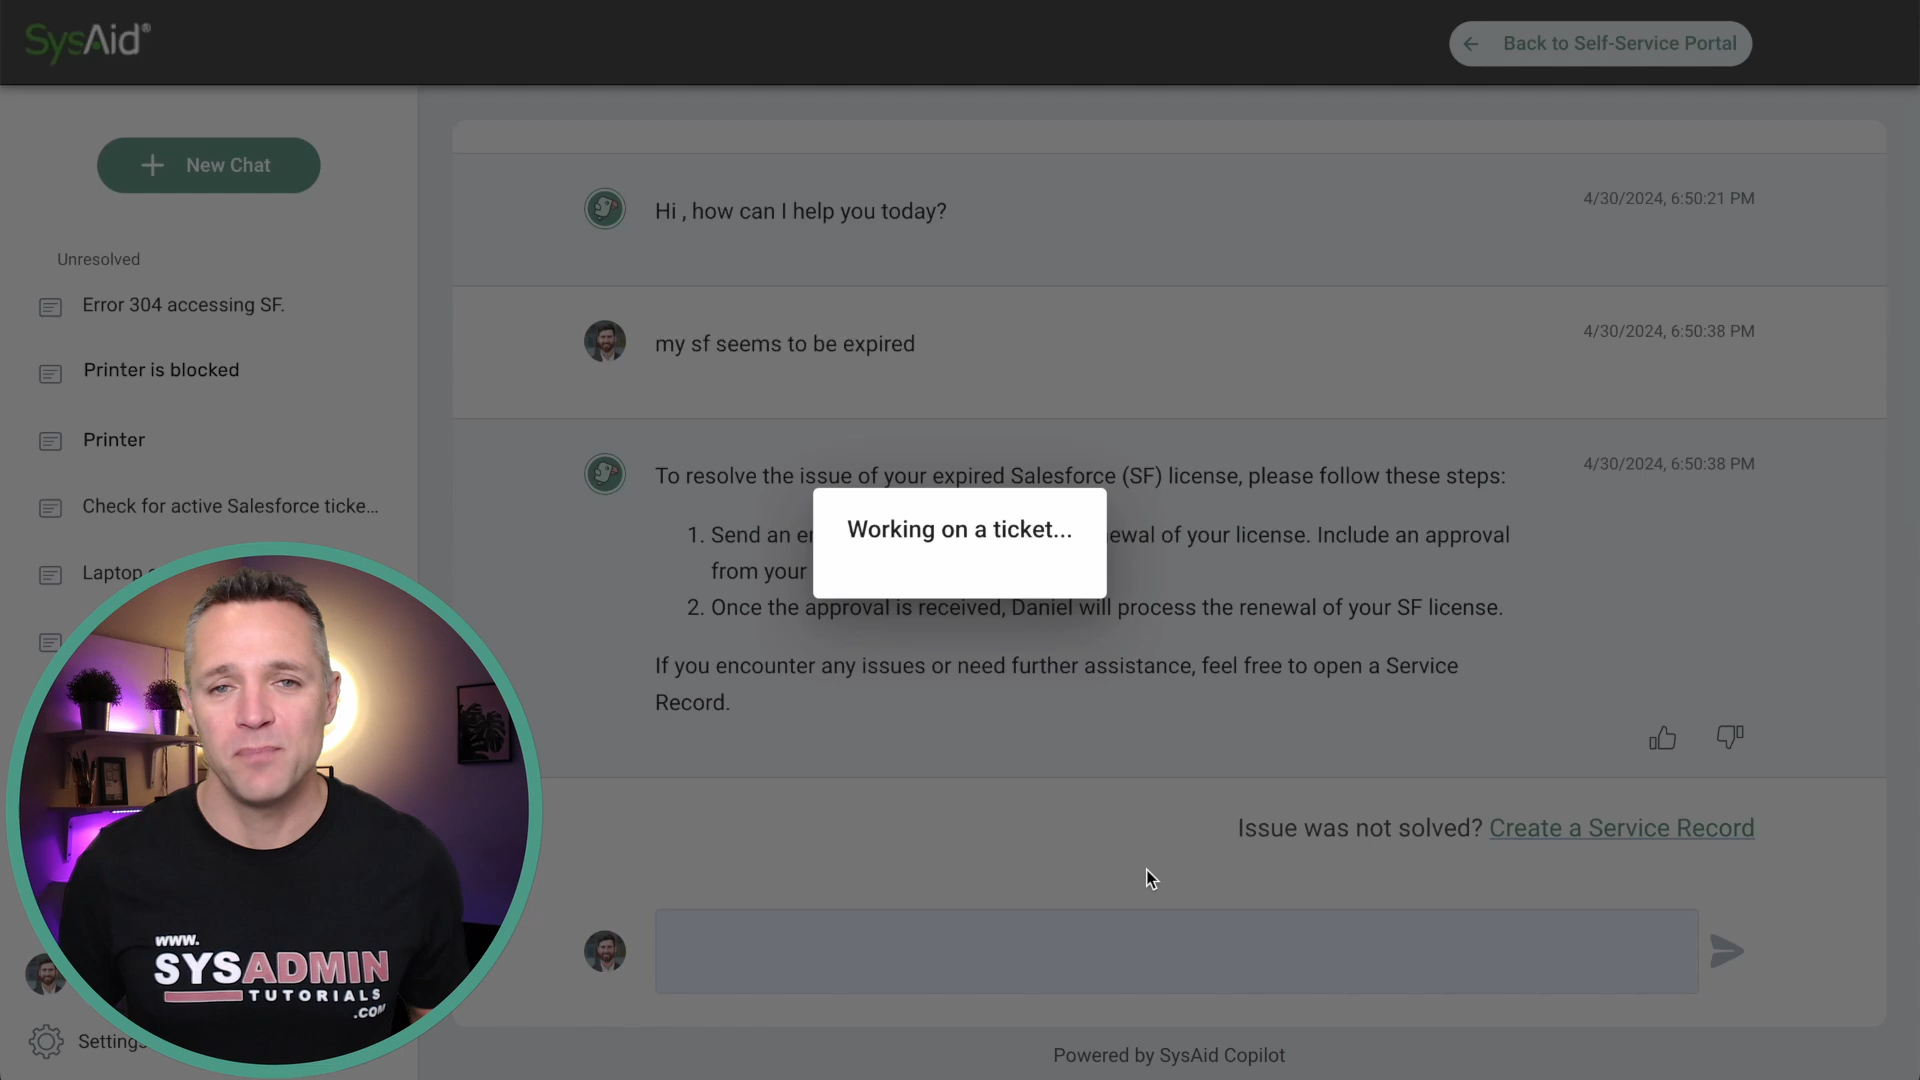 SysAid®
Back to Self-Service Portal
New Chat
Unresolved
Error 304 accessing SF.
Printer is blocked
Printer
Check for active Salesforce ticke...
Laptop
Settings
Hi , how can I help you today?
4/30/2024, 6:50:21 PM
my sf seems to be expired
4/30/2024, 6:50:38 PM
To resolve the issue of your expired Salesforce (SF) license, please follow these steps:
4/30/2024, 6:50:38 PM
1. Send an ewal of your license. Include an approval
from your
2. Once the approval is received, Daniel will process the renewal of your SF license.
Working on a ticket...
If you encounter any issues or need further assistance, feel free to open a Service
Record.
Issue was not solved? Create a Service Record
Powered by SysAid Copilot
WWW.
SYSADMIN
TUTORIALS
.COM